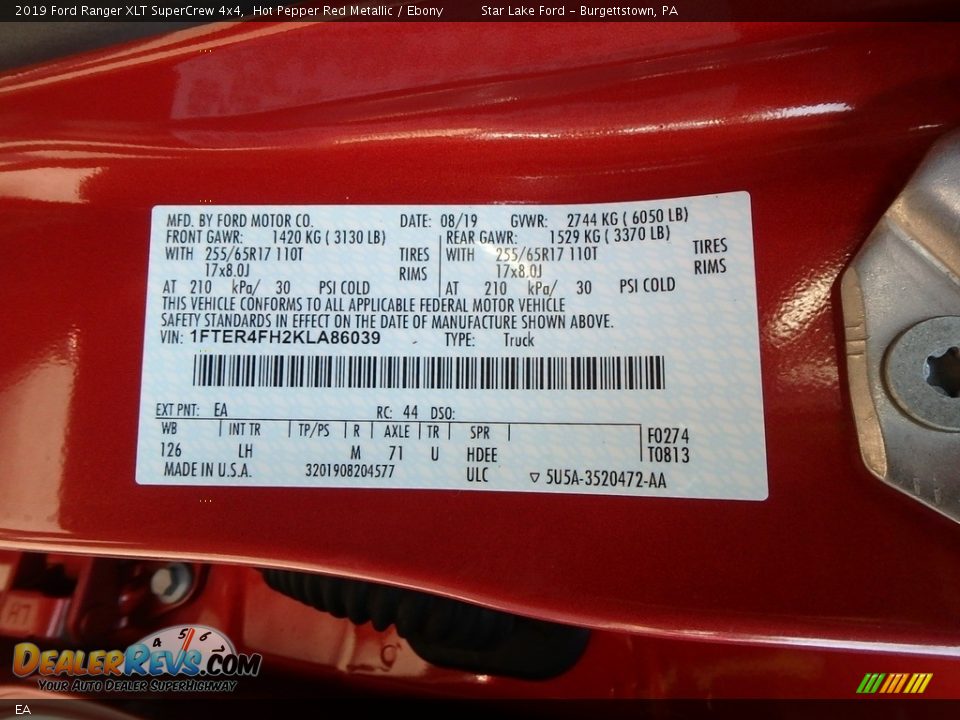 2019 Ford Ranger XLT SuperCrew 4x4, Hot Pepper Red Metallic / Ebony Star Lake Ford - Burgettstown, PA
MFD. BY FORD MOTOR CO. DATE: 08/19 GVWR: 2744 KG ( 6050 LB)
FRONT GAWR: 1420 KG ( 3130 LB) REAR GAWR: 1529 KG ( 3370 LB)
WITH 255/65R17 110T TIRES WITH 255/65R17 110T TIRES
17x8.0J RIMS 17x8.0J RIMS
AT 210 kPa/ 30 PSI COLD AT 210 kPa/ 30 PSI COLD
THIS VEHICLE CONFORMS TO ALL APPLICABLE FEDERAL MOTOR VEHICLE
SAFETY STANDARDS IN EFFECT ON THE DATE OF MANUFACTURE SHOWN ABOVE.
VIN: 1FTER4FH2KLA86039 TYPE: Truck
EXT PNT: EA RC: 44 DSO:
WB INT TR TP/PS R AXLE TR SPR F0274
126 LH M 71 U HDEE T0813
MADE IN U.S.A. 3201908204577 ULC 5U5A-3520472-AA
A7
4 5 6
DealerRevs.com
Your Auto Dealer SuperHighway
EA